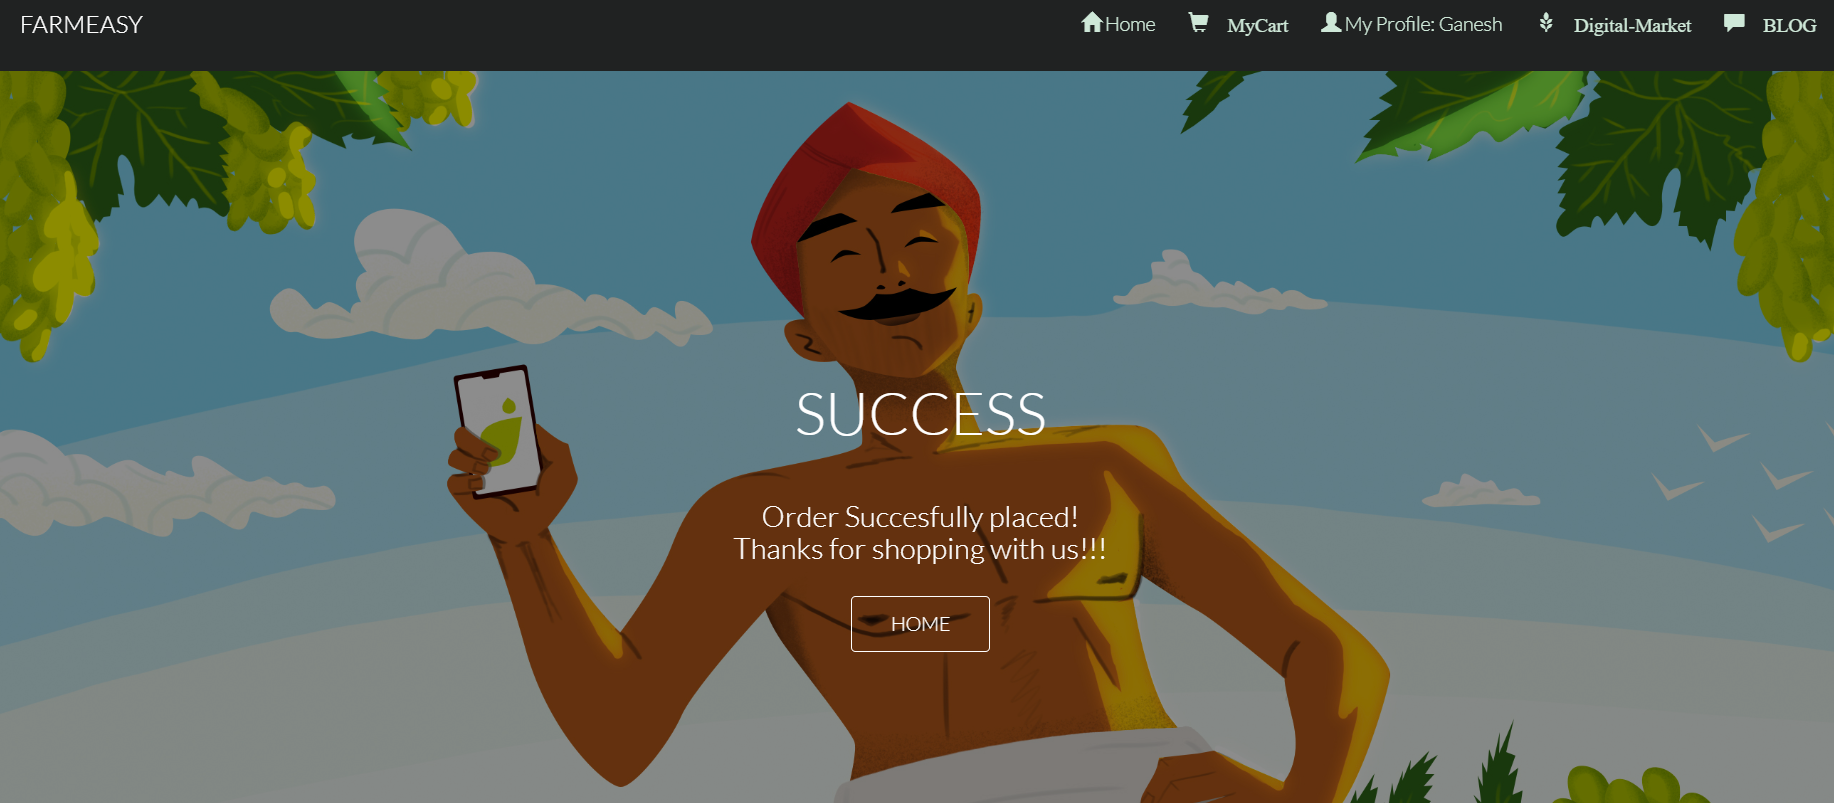 FARMEASY
Home MyCart My Profile: Ganesh Digital-Market BLOG
SUCCESS
Order Succesfully placed!
Thanks for shopping with us!!!
HOME